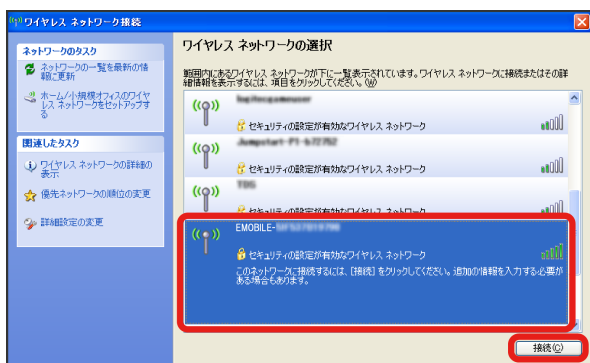 ワイヤレス ネットワーク接続
ネットワークのタスク
ネットワークの一覧を最新の情
報に更新
ホーム/小規模オフィスのワイヤ
レス ネットワークをセットアップす
る
関連したタスク
ワイヤレス ネットワークの詳細の
表示
優先ネットワークの順位の変更
詳細設定の変更
ワイヤレス ネットワークの選択
範囲内にあるワイヤレス ネットワークが下に一覧表示されています。ワイヤレス ネットワークに接続またはその詳
細情報を表示するには、項目をクリックしてください。(W)
セキュリティの設定が有効なワイヤレス ネットワーク
セキュリティの設定が有効なワイヤレス ネットワーク
セキュリティの設定が有効なワイヤレス ネットワーク
EMOBILE-
セキュリティの設定が有効なワイヤレス ネットワーク
このネットワークに接続するには、[接続] をクリックしてください。追加の情報を入力する必要が
ある場合もあります。
接続(C)